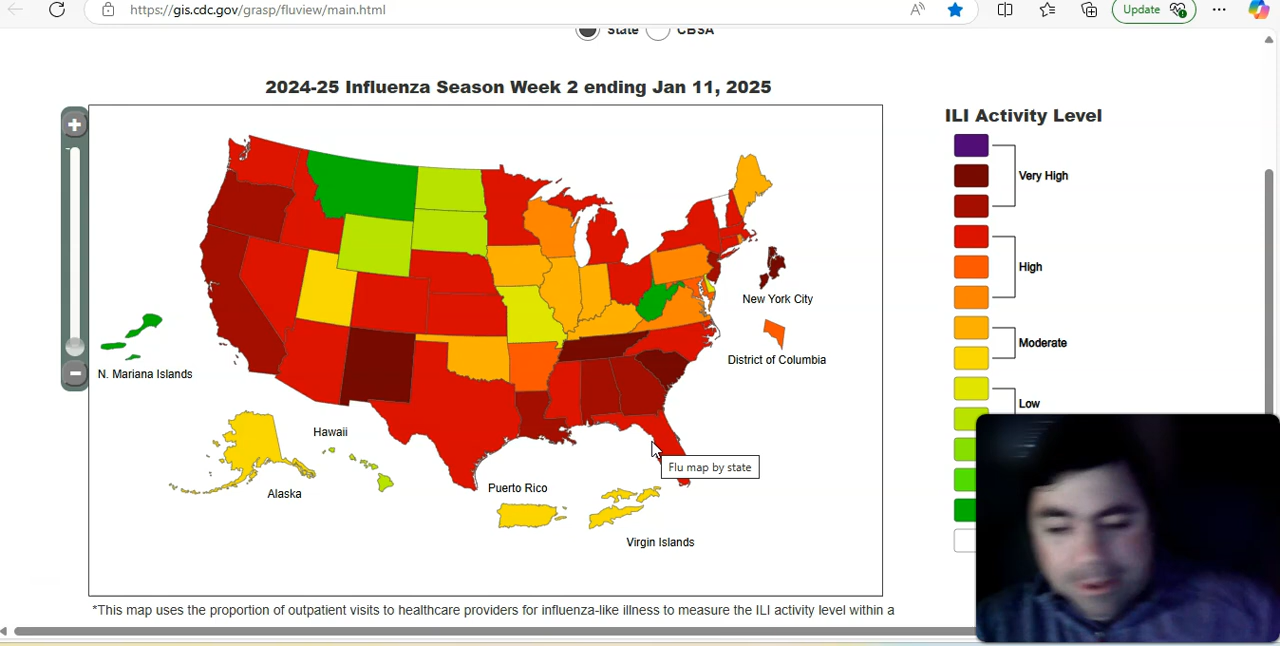 https://gis.cdc.gov/grasp/fluview/main.html
A
Update
State
CBSA
2024-25 Influenza Season Week 2 ending Jan 11, 2025
ILI Activity Level
Very High
High
Moderate
Low
New York City
District of Columbia
N. Mariana Islands
Hawaii
Alaska
Flu map by state
Puerto Rico
Virgin Islands
*This map uses the proportion of outpatient visits to healthcare providers for influenza-like illness to measure the ILI activity level within a